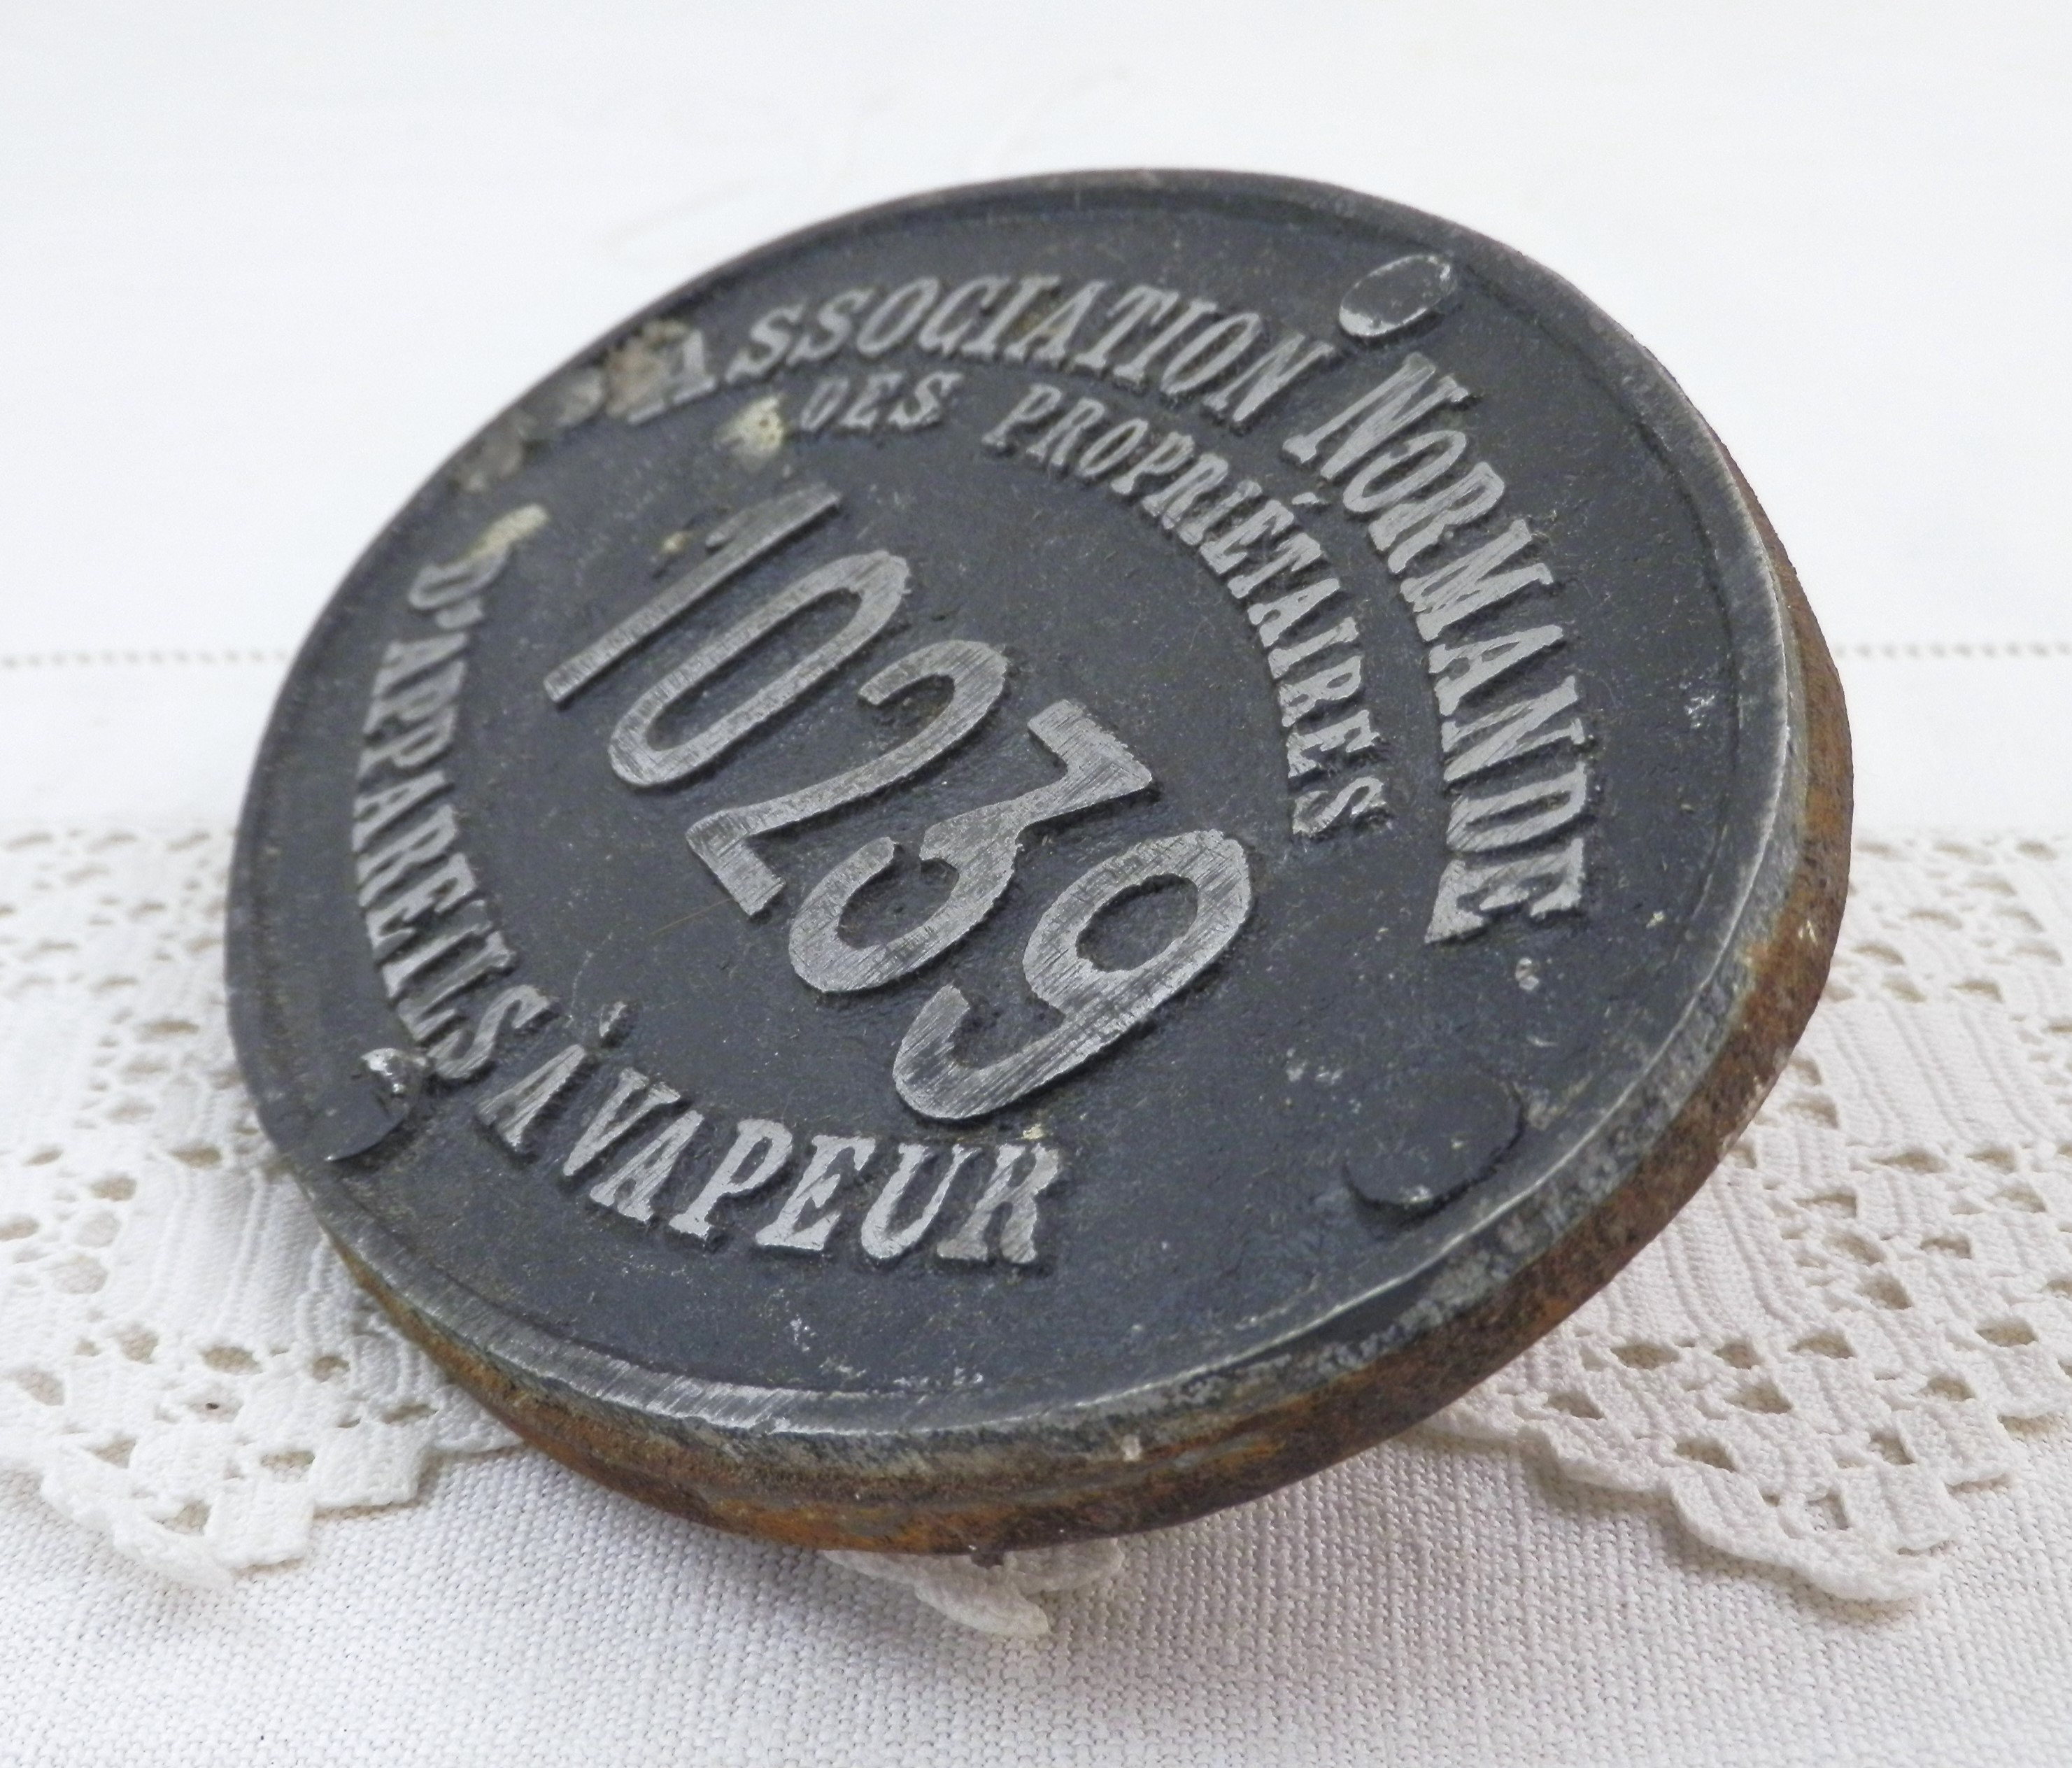 ASSOCIATION NORMANDE
DES PROPRIÉTAIRES
10239
D'APPAREILS À VAPEUR